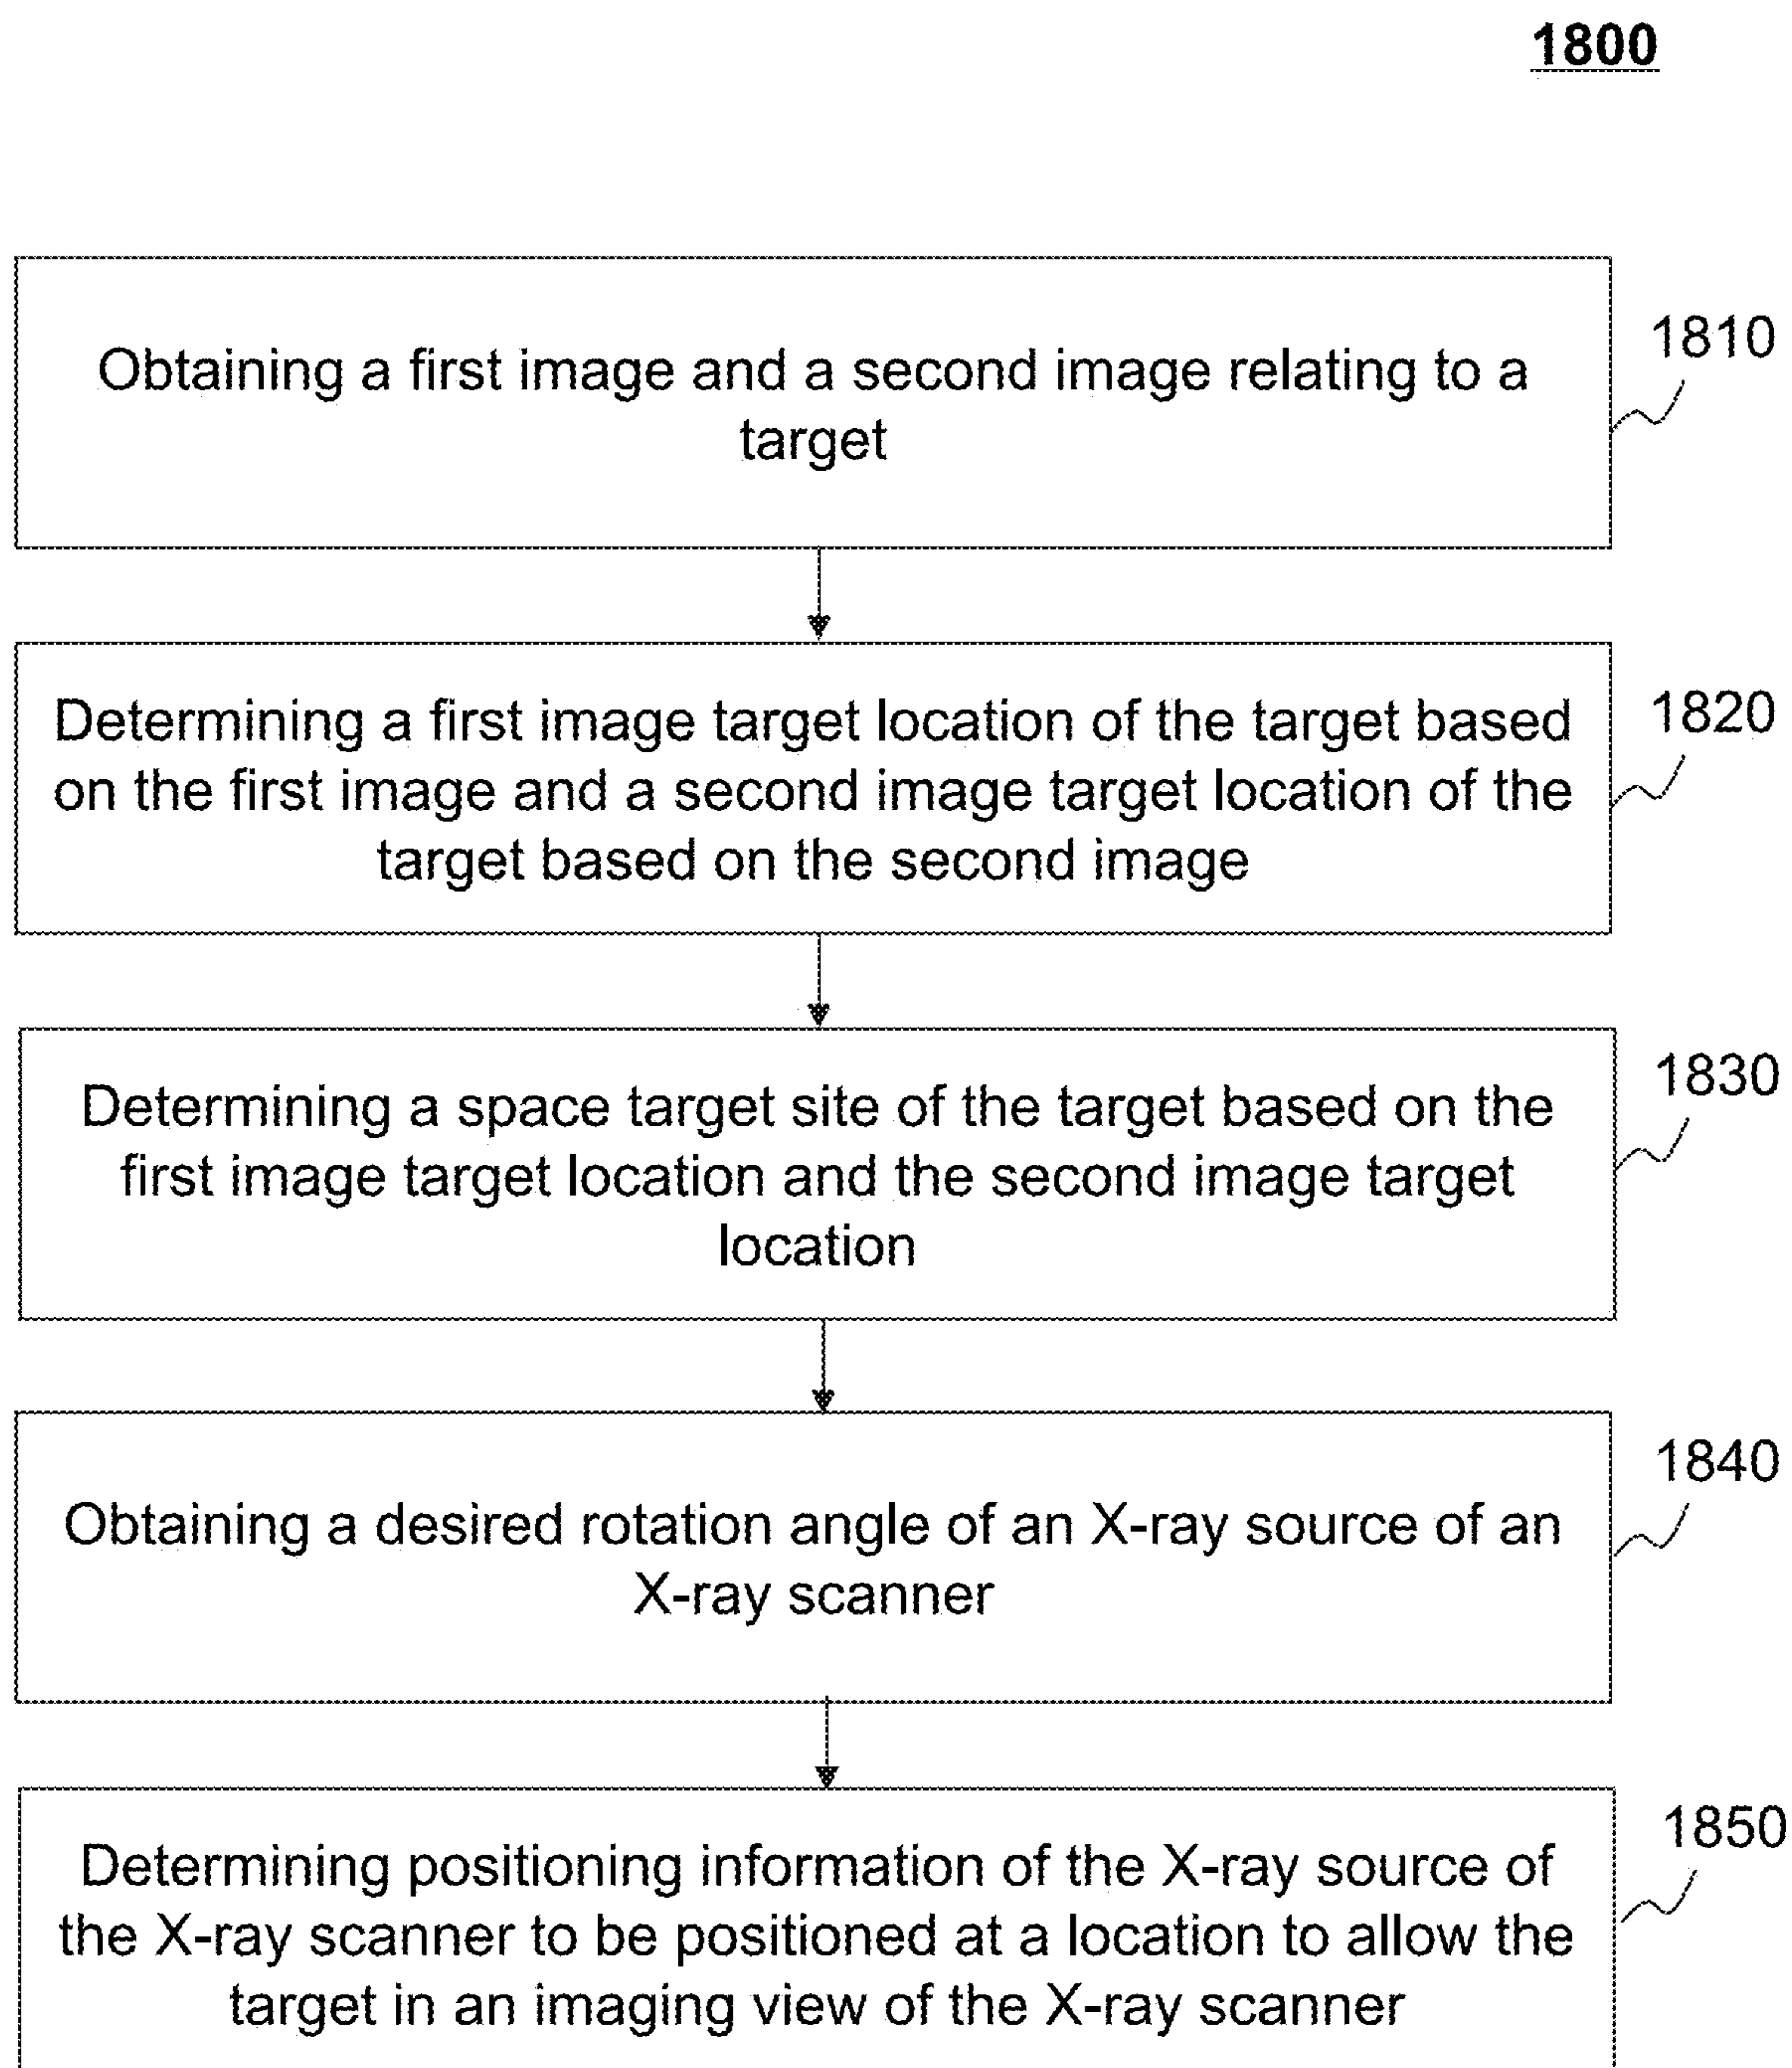 1800
Obtaining a first image and a second image relating to a
target
1810
Determining a first image target location of the target based
on the first image and a second image target location of the
target based on the second image
1820
Determining a space target site of the target based on the
first image target location and the second image target
location
1830
Obtaining a desired rotation angle of an X-ray source of an
X-ray scanner
1840
Determining positioning information of the X-ray source of
the X-ray scanner to be positioned at a location to allow the
target in an imaging view of the X-ray scanner
1850